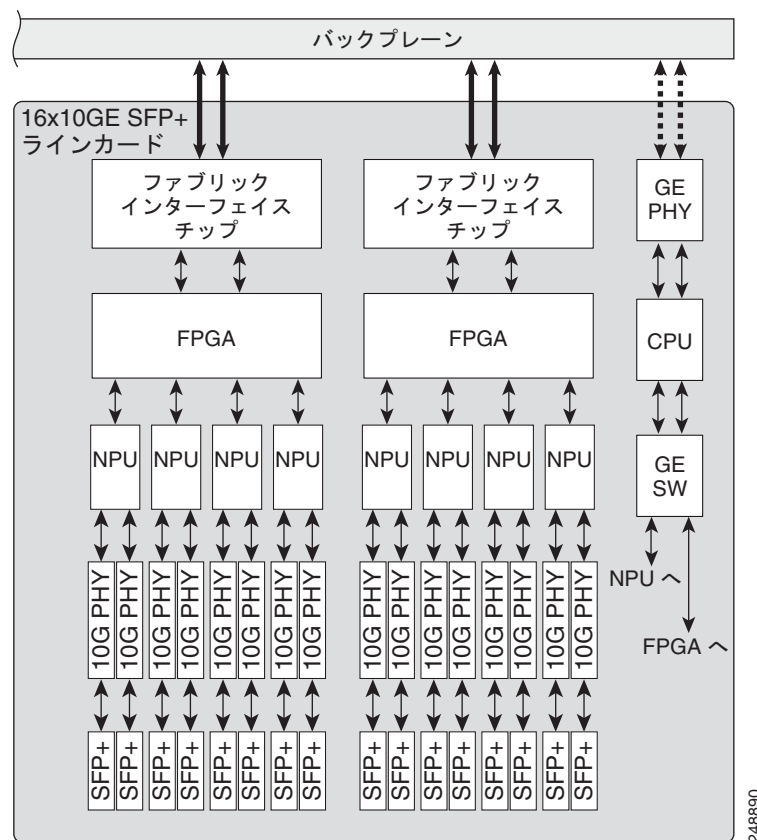 バックプレーン
16x10GE SFP+
ラインカード
ファブリック
インターフェイス
チップ
ファブリック
インターフェイス
チップ
GE
PHY
FPGA
FPGA
CPU
NPU NPU NPU NPU
NPU NPU NPU NPU
GE
SW
10G PHY 10G PHY 10G PHY 10G PHY 10G PHY 10G PHY 10G PHY 10G PHY
10G PHY 10G PHY 10G PHY 10G PHY 10G PHY 10G PHY 10G PHY 10G PHY
NPU へ
FPGA へ
SFP+ SFP+ SFP+ SFP+ SFP+ SFP+ SFP+ SFP+
SFP+ SFP+ SFP+ SFP+ SFP+ SFP+ SFP+ SFP+
248890